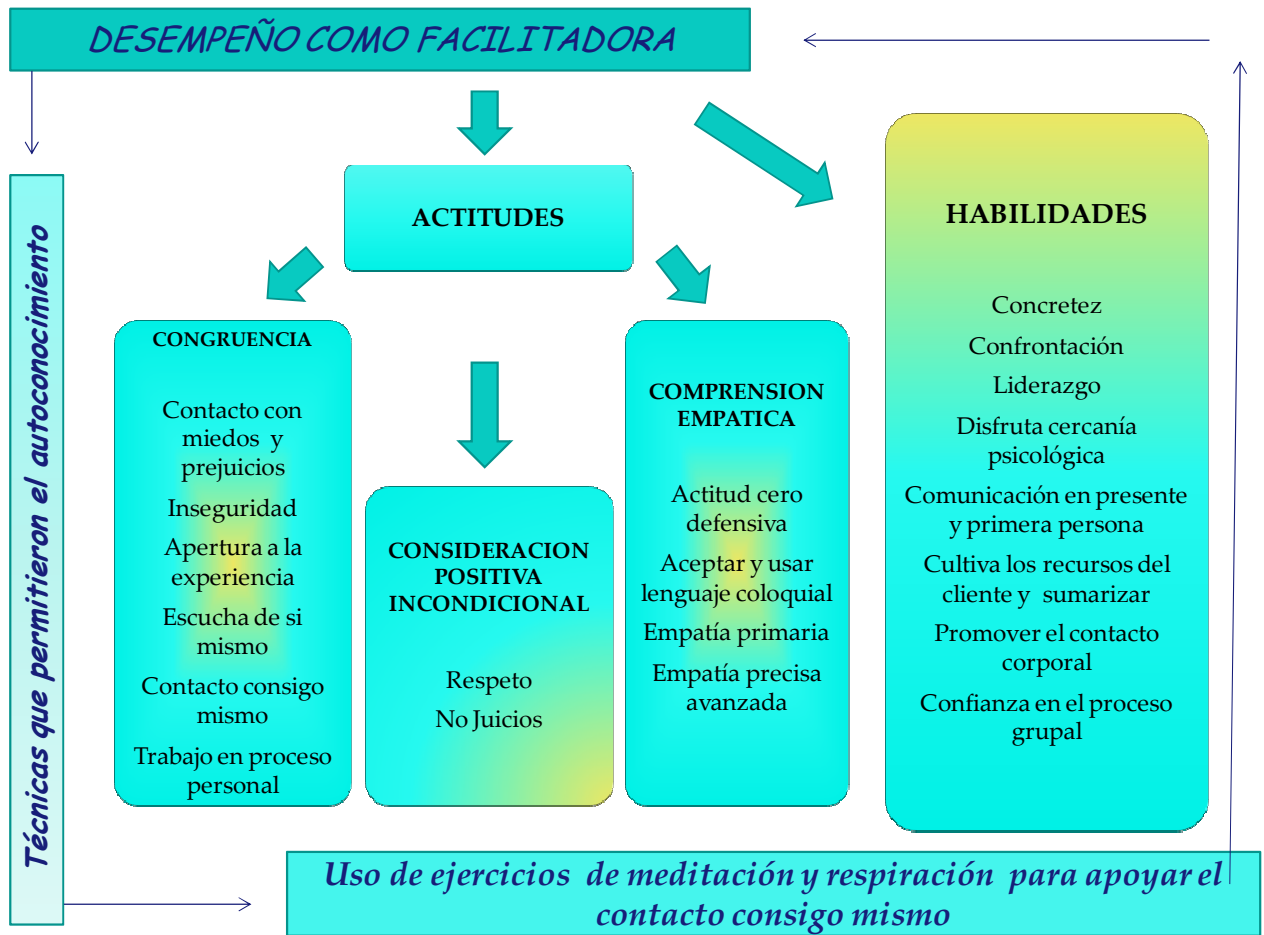 DESEMPEÑO COMO FACILITADORA
Técnicas que permitieron el autoconocimiento
ACTITUDES
CONGRUENCIA
Contacto con
miedos y
prejuicios
Inseguridad
Apertura a la
experiencia
Escucha de si
mismo
Contacto consigo
mismo
Trabajo en proceso
personal
CONSIDERACION
POSITIVA
INCONDICIONAL
Respeto
No Juicios
COMPRENSION
EMPATICA
Actitud cero
defensiva
Aceptar y usar
lenguaje coloquial
Empatía primaria
Empatía precisa
avanzada
HABILIDADES
Concretez
Confrontación
Liderazgo
Disfruta cercanía
psicológica
Comunicación en presente
y primera persona
Cultiva los recursos del
cliente y sumarizar
Promover el contacto
corporal
Confianza en el proceso
grupal
Uso de ejercicios de meditación y respiración para apoyar el
contacto consigo mismo